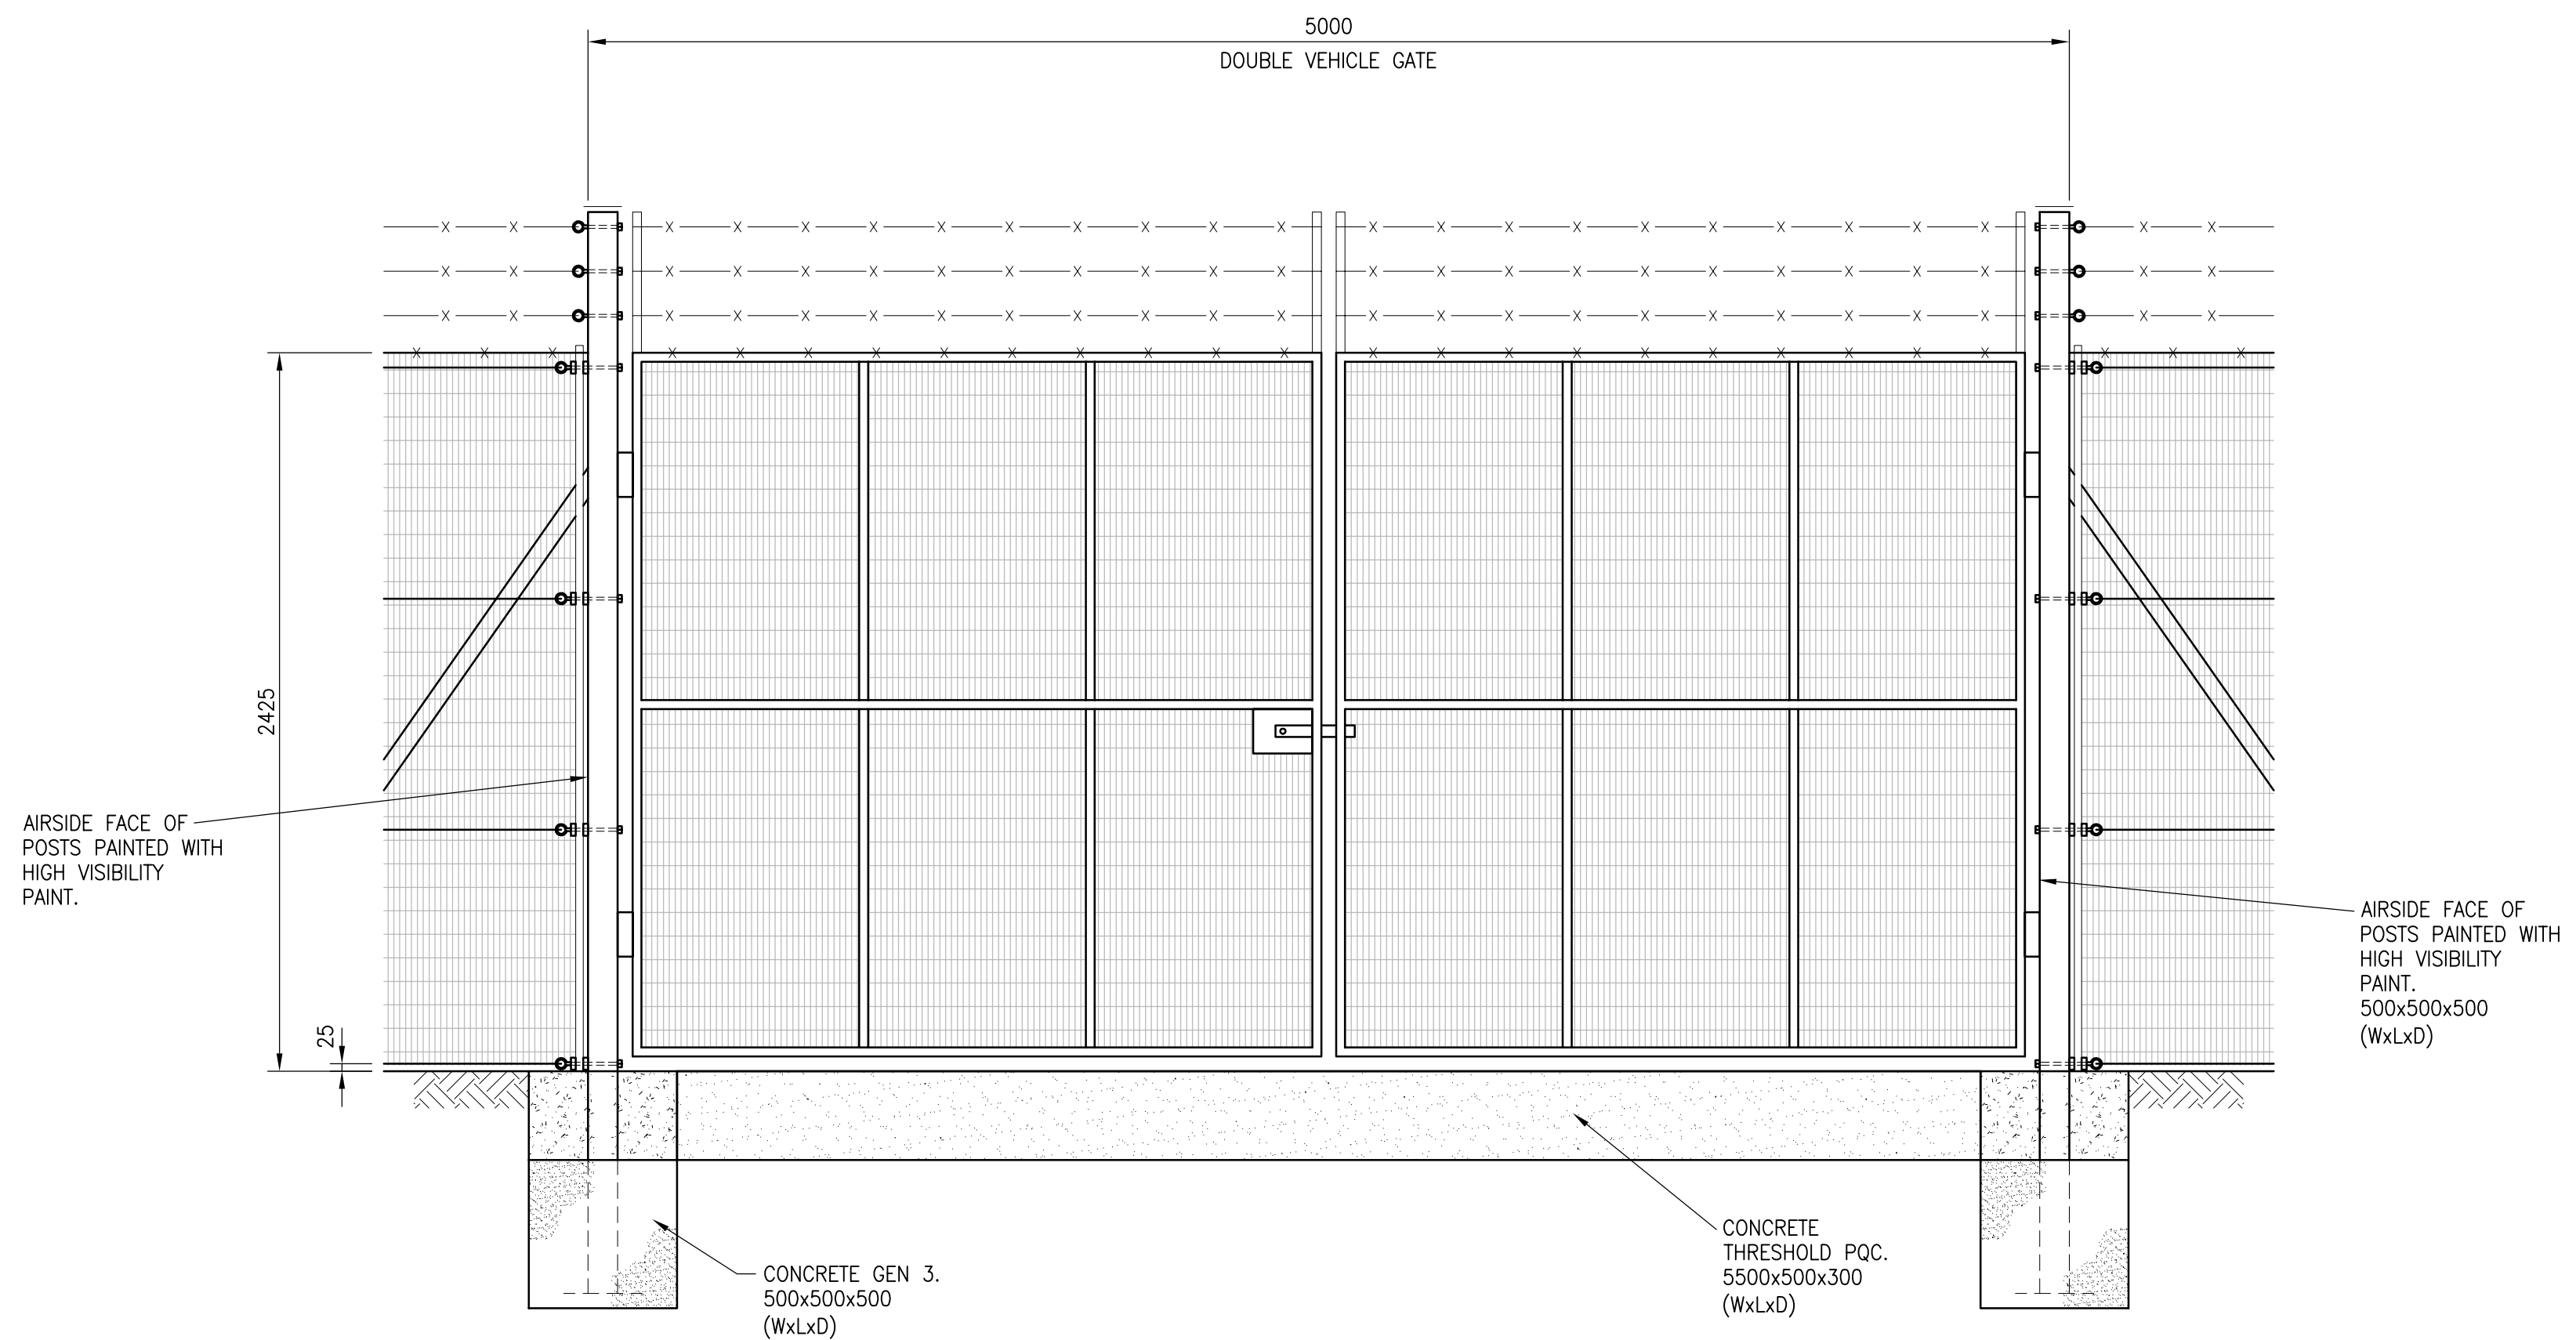 5000
DOUBLE VEHICLE GATE
2425
25
AIRSIDE FACE OF
POSTS PAINTED WITH
HIGH VISIBILITY
PAINT.
AIRSIDE FACE OF
POSTS PAINTED WITH
HIGH VISIBILITY
PAINT.
500x500x500
(WxLxD)
CONCRETE
THRESHOLD PQC.
5500x500x300
(WxLxD)
CONCRETE GEN 3.
500x500x500
(WxLxD)